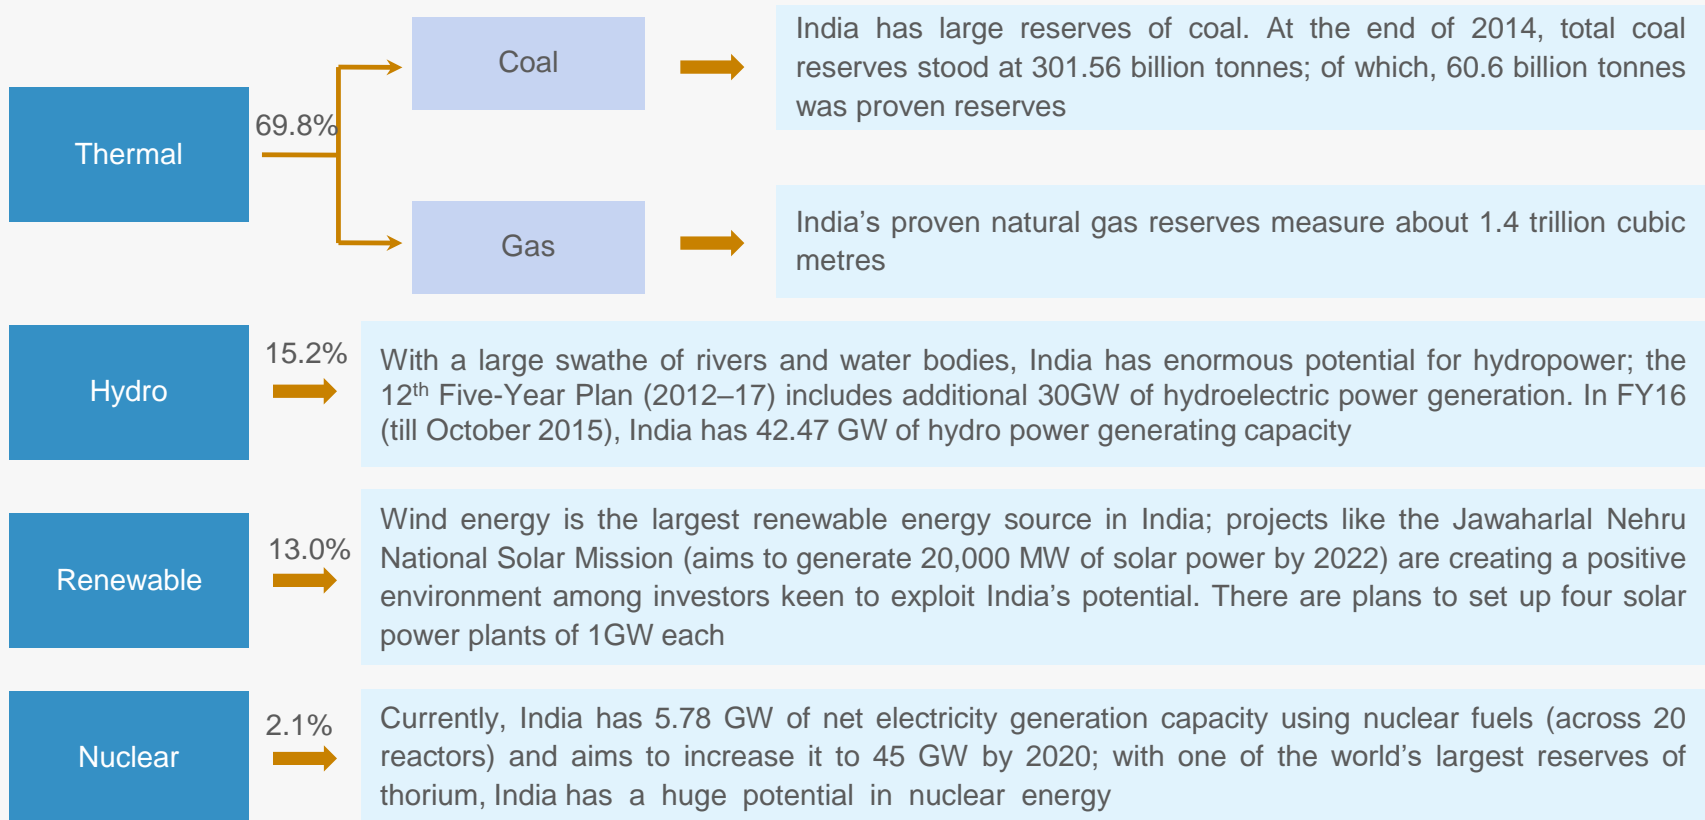 Thermal
69.8%
Coal
India has large reserves of coal. At the end of 2014, total coal
reserves stood at 301.56 billion tonnes; of which, 60.6 billion tonnes
was proven reserves
Gas
India’s proven natural gas reserves measure about 1.4 trillion cubic
metres
Hydro
15.2%
With a large swathe of rivers and water bodies, India has enormous potential for hydropower; the
12th Five-Year Plan (2012–17) includes additional 30GW of hydroelectric power generation. In FY16
(till October 2015), India has 42.47 GW of hydro power generating capacity
Renewable
13.0%
Wind energy is the largest renewable energy source in India; projects like the Jawaharlal Nehru
National Solar Mission (aims to generate 20,000 MW of solar power by 2022) are creating a positive
environment among investors keen to exploit India’s potential. There are plans to set up four solar
power plants of 1GW each
Nuclear
2.1%
Currently, India has 5.78 GW of net electricity generation capacity using nuclear fuels (across 20
reactors) and aims to increase it to 45 GW by 2020; with one of the world’s largest reserves of
thorium, India has a huge potential in nuclear energy